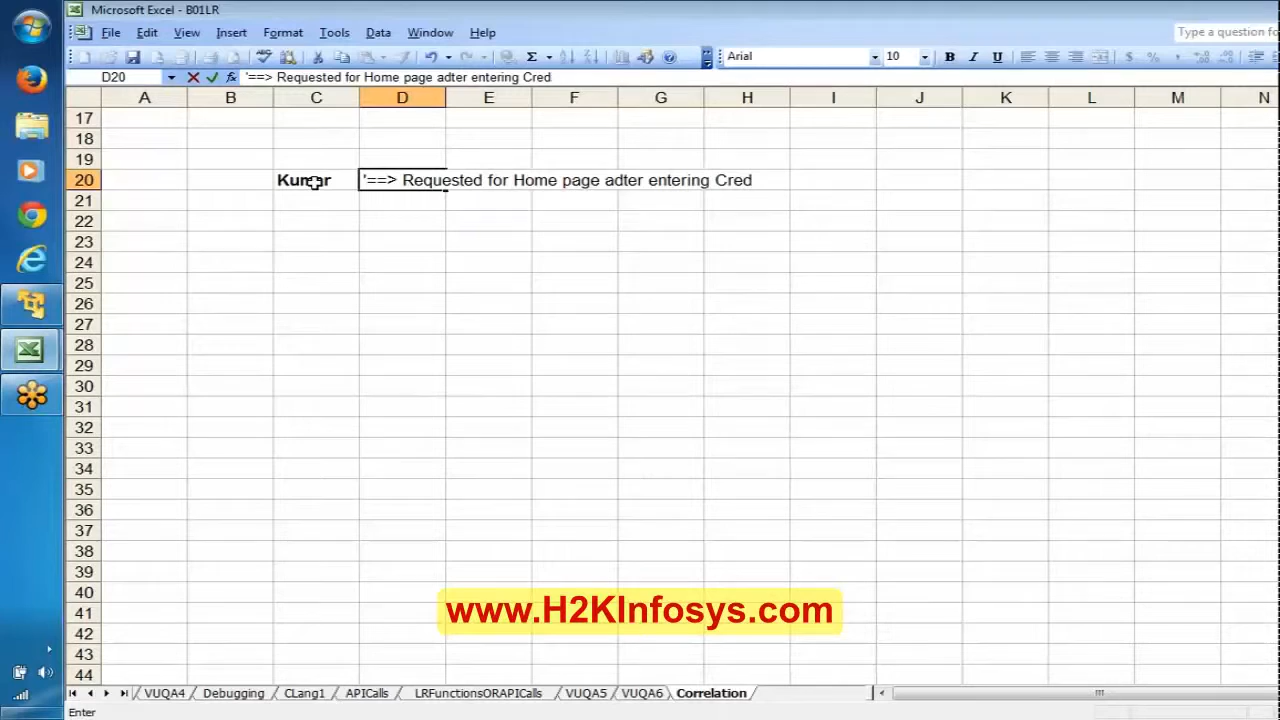 Microsoft Excel - B01LR
File Edit View Insert Format Tools Data Window Help
Type a question fo
Arial 10 B I U
D20 fx '==> Requested for Home page adter entering Cred
A B C D E F G H I J K L M N
17
18
19
20 Kumar '==> Requested for Home page adter entering Cred
21
22
23
24
25
26
27
28
29
30
31
32
33
34
35
36
37
38
39
40
www.H2KInfosys.com
41
42
43
44
VUQA4 Debugging CLang1 APICalls LRFunctionsORAPICalls VUQA5 VUQA6 Correlation
Enter